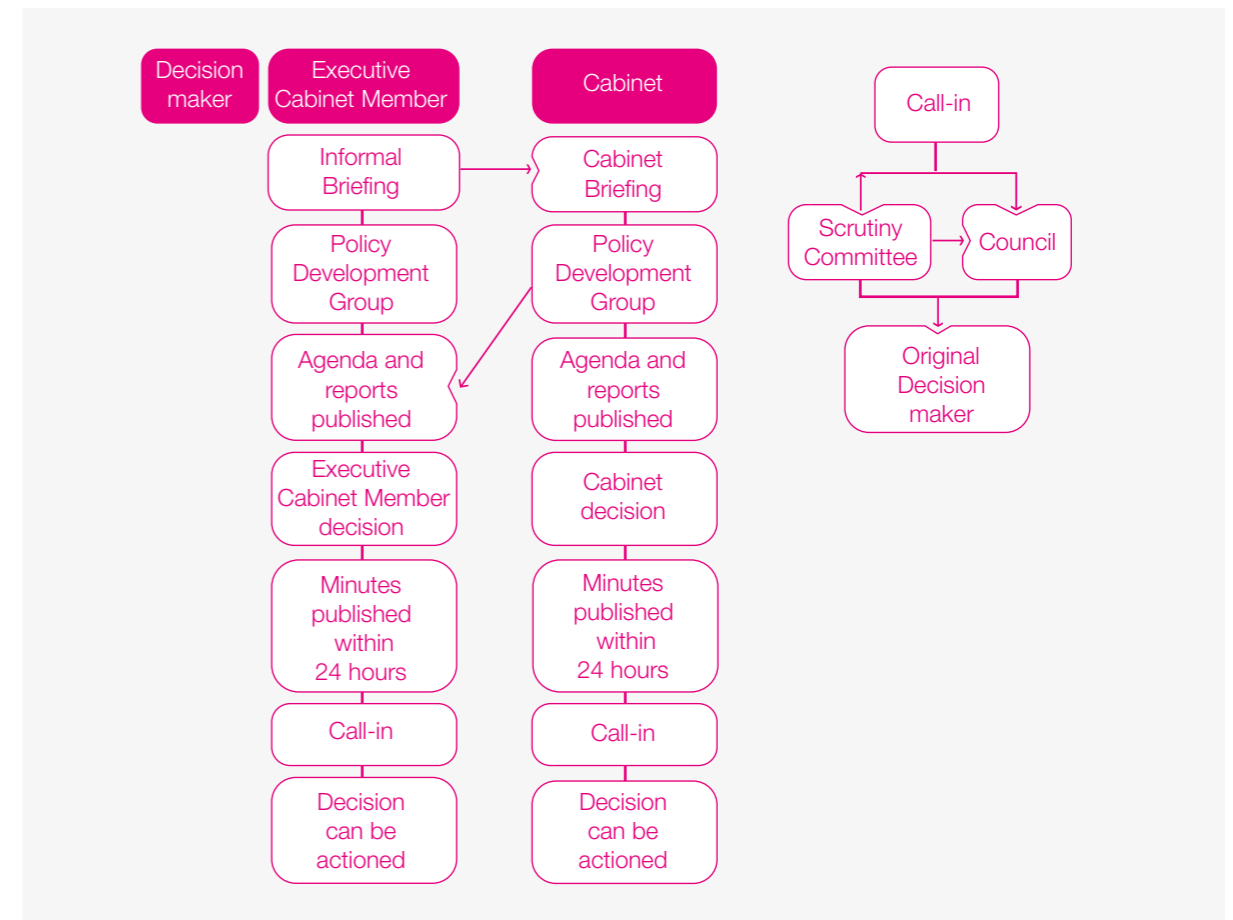 Decision
maker
Executive
Cabinet Member
Cabinet
Informal
Briefing
Policy
Development
Group
Agenda and
reports
published
Executive
Cabinet Member
decision
Minutes
published
within
24 hours
Call-in
Decision
can be
actioned
Cabinet
Briefing
Policy
Development
Group
Agenda and
reports
published
Cabinet
decision
Minutes
published
within
24 hours
Call-in
Decision
can be
actioned
Call-in
Scrutiny
Committee
Council
Original
Decision
maker